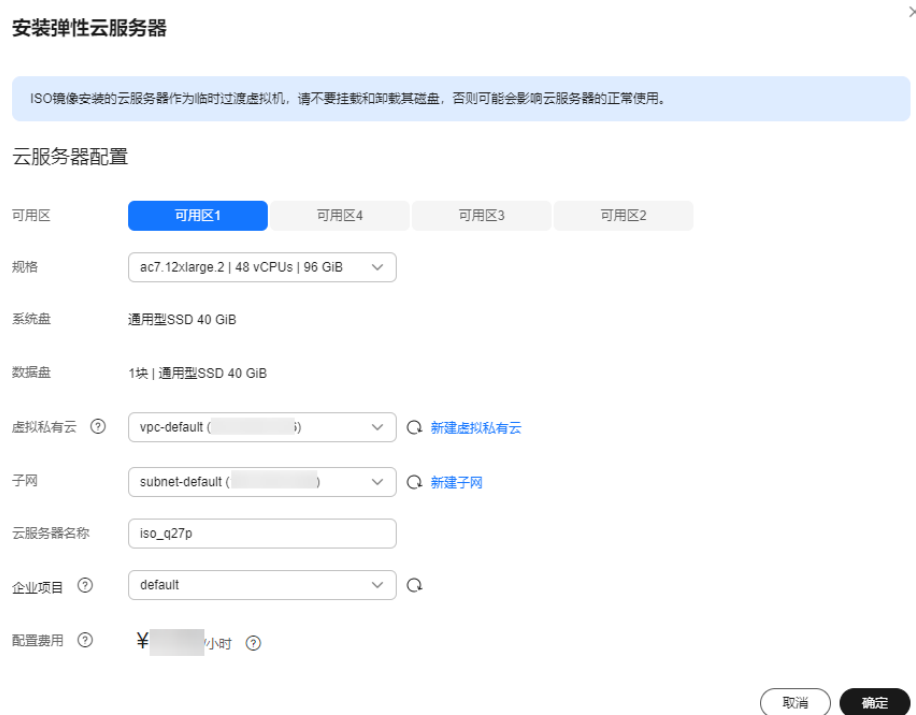 安装弹性云服务器
ISO镜像安装的云服务器作为临时过渡虚拟机，请不要挂载和卸载其磁盘，否则可能会影响云服务器的正常使用。
云服务器配置
可用区 可用区1 可用区4 可用区3 可用区2
规格 ac7.12xlarge.2 | 48 vCPUs | 96 GiB
系统盘 通用型SSD 40 GiB
数据盘 1块 | 通用型SSD 40 GiB
虚拟私有云 ? vpc-default ( ) 新建虚拟私有云
子网 subnet-default ( ) 新建子网
云服务器名称 iso_q27p
企业项目 ? default
配置费用 ? ¥ /小时 ?
取消 确定